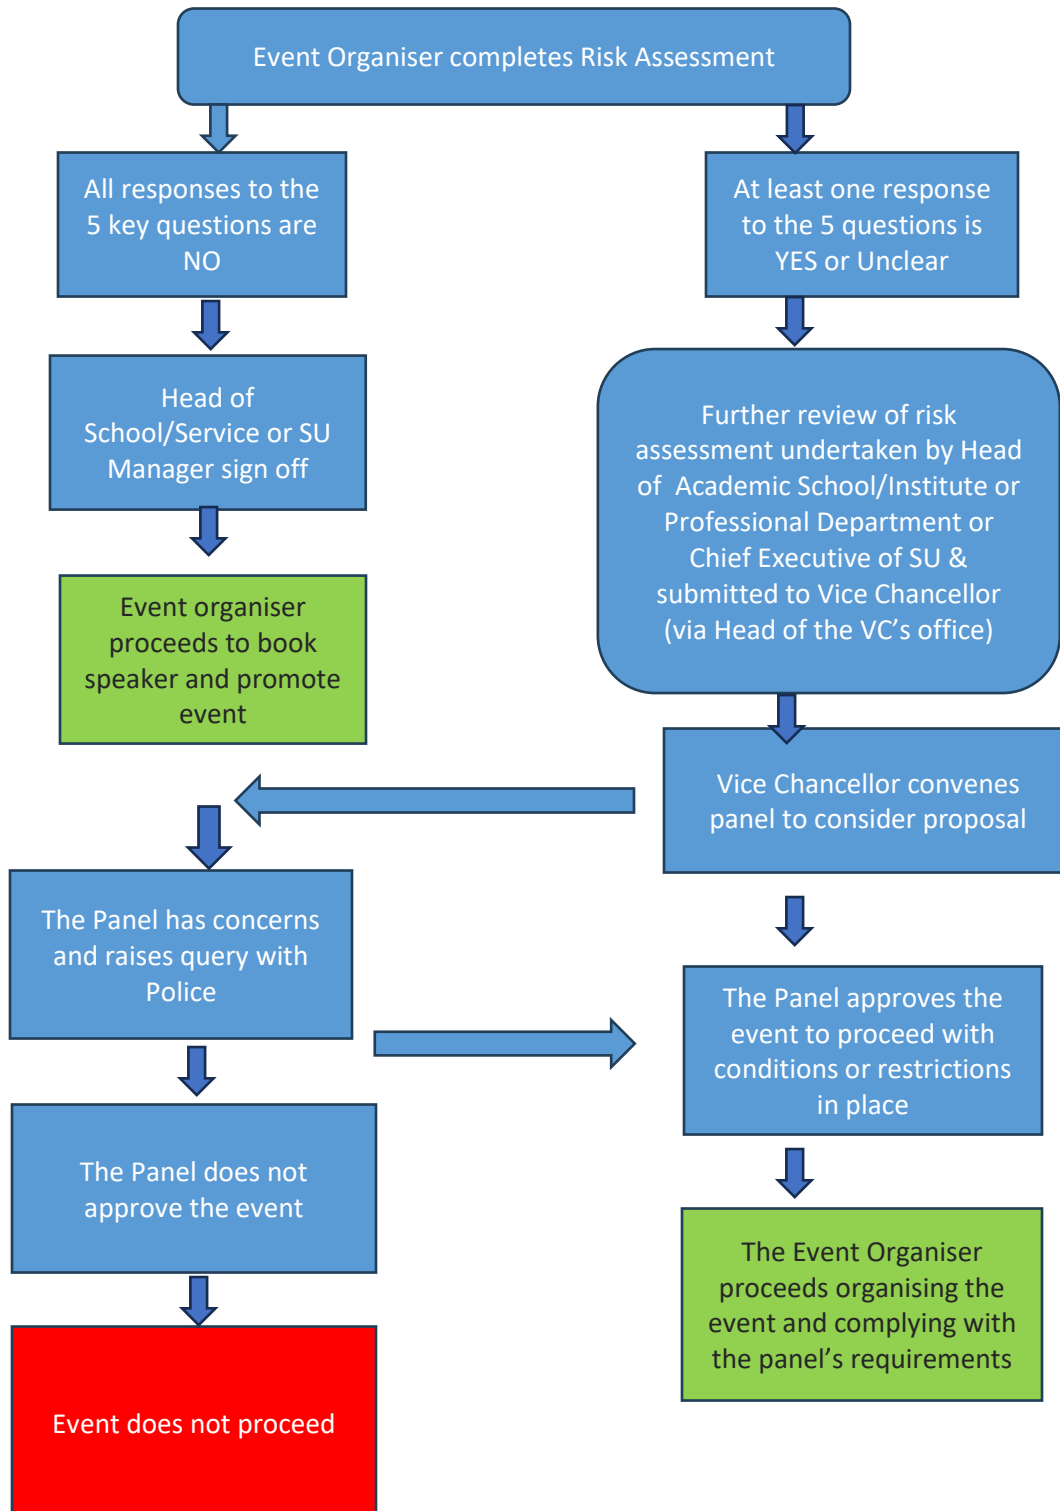 Event Organiser completes Risk Assessment
All responses to the
5 key questions are
NO
At least one response
to the 5 questions is
YES or Unclear
Head of
School/Service or SU
Manager sign off
Further review of risk
assessment undertaken by Head
of Academic School/Institute or
Professional Department or
Chief Executive of SU &
submitted to Vice Chancellor
(via Head of the VC’s office)
Event organiser
proceeds to book
speaker and promote
event
Vice Chancellor convenes
panel to consider proposal
The Panel has concerns
and raises query with
Police
The Panel approves the
event to proceed with
conditions or restrictions
in place
The Panel does not
approve the event
The Event Organiser
proceeds organising the
event and complying with
the panel’s requirements
Event does not proceed